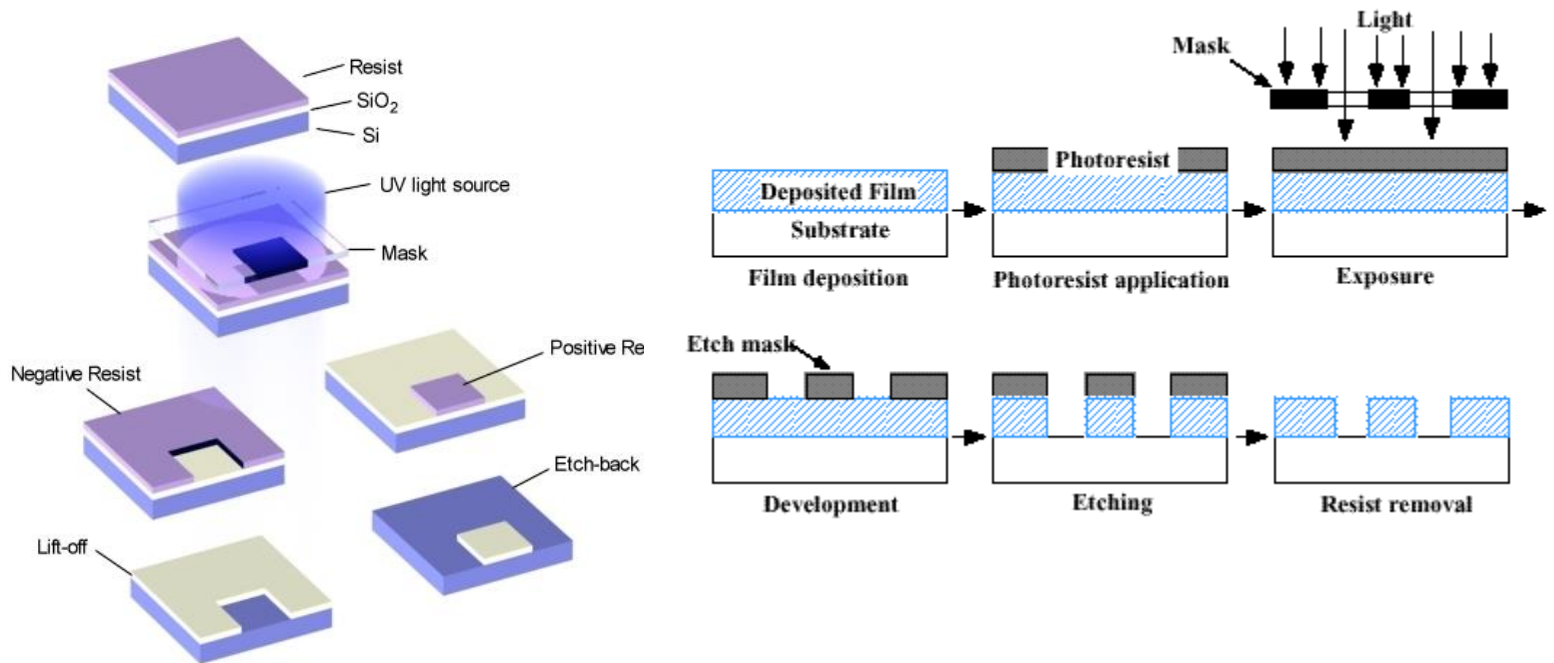 Resist
SiO2
Si
UV light source
Mask
Positive Re
Negative Resist
Etch-back
Lift-off
Light
Mask
Photoresist
Deposited Film
Substrate
Film deposition
Photoresist application
Exposure
Etch mask
Development
Etching
Resist removal